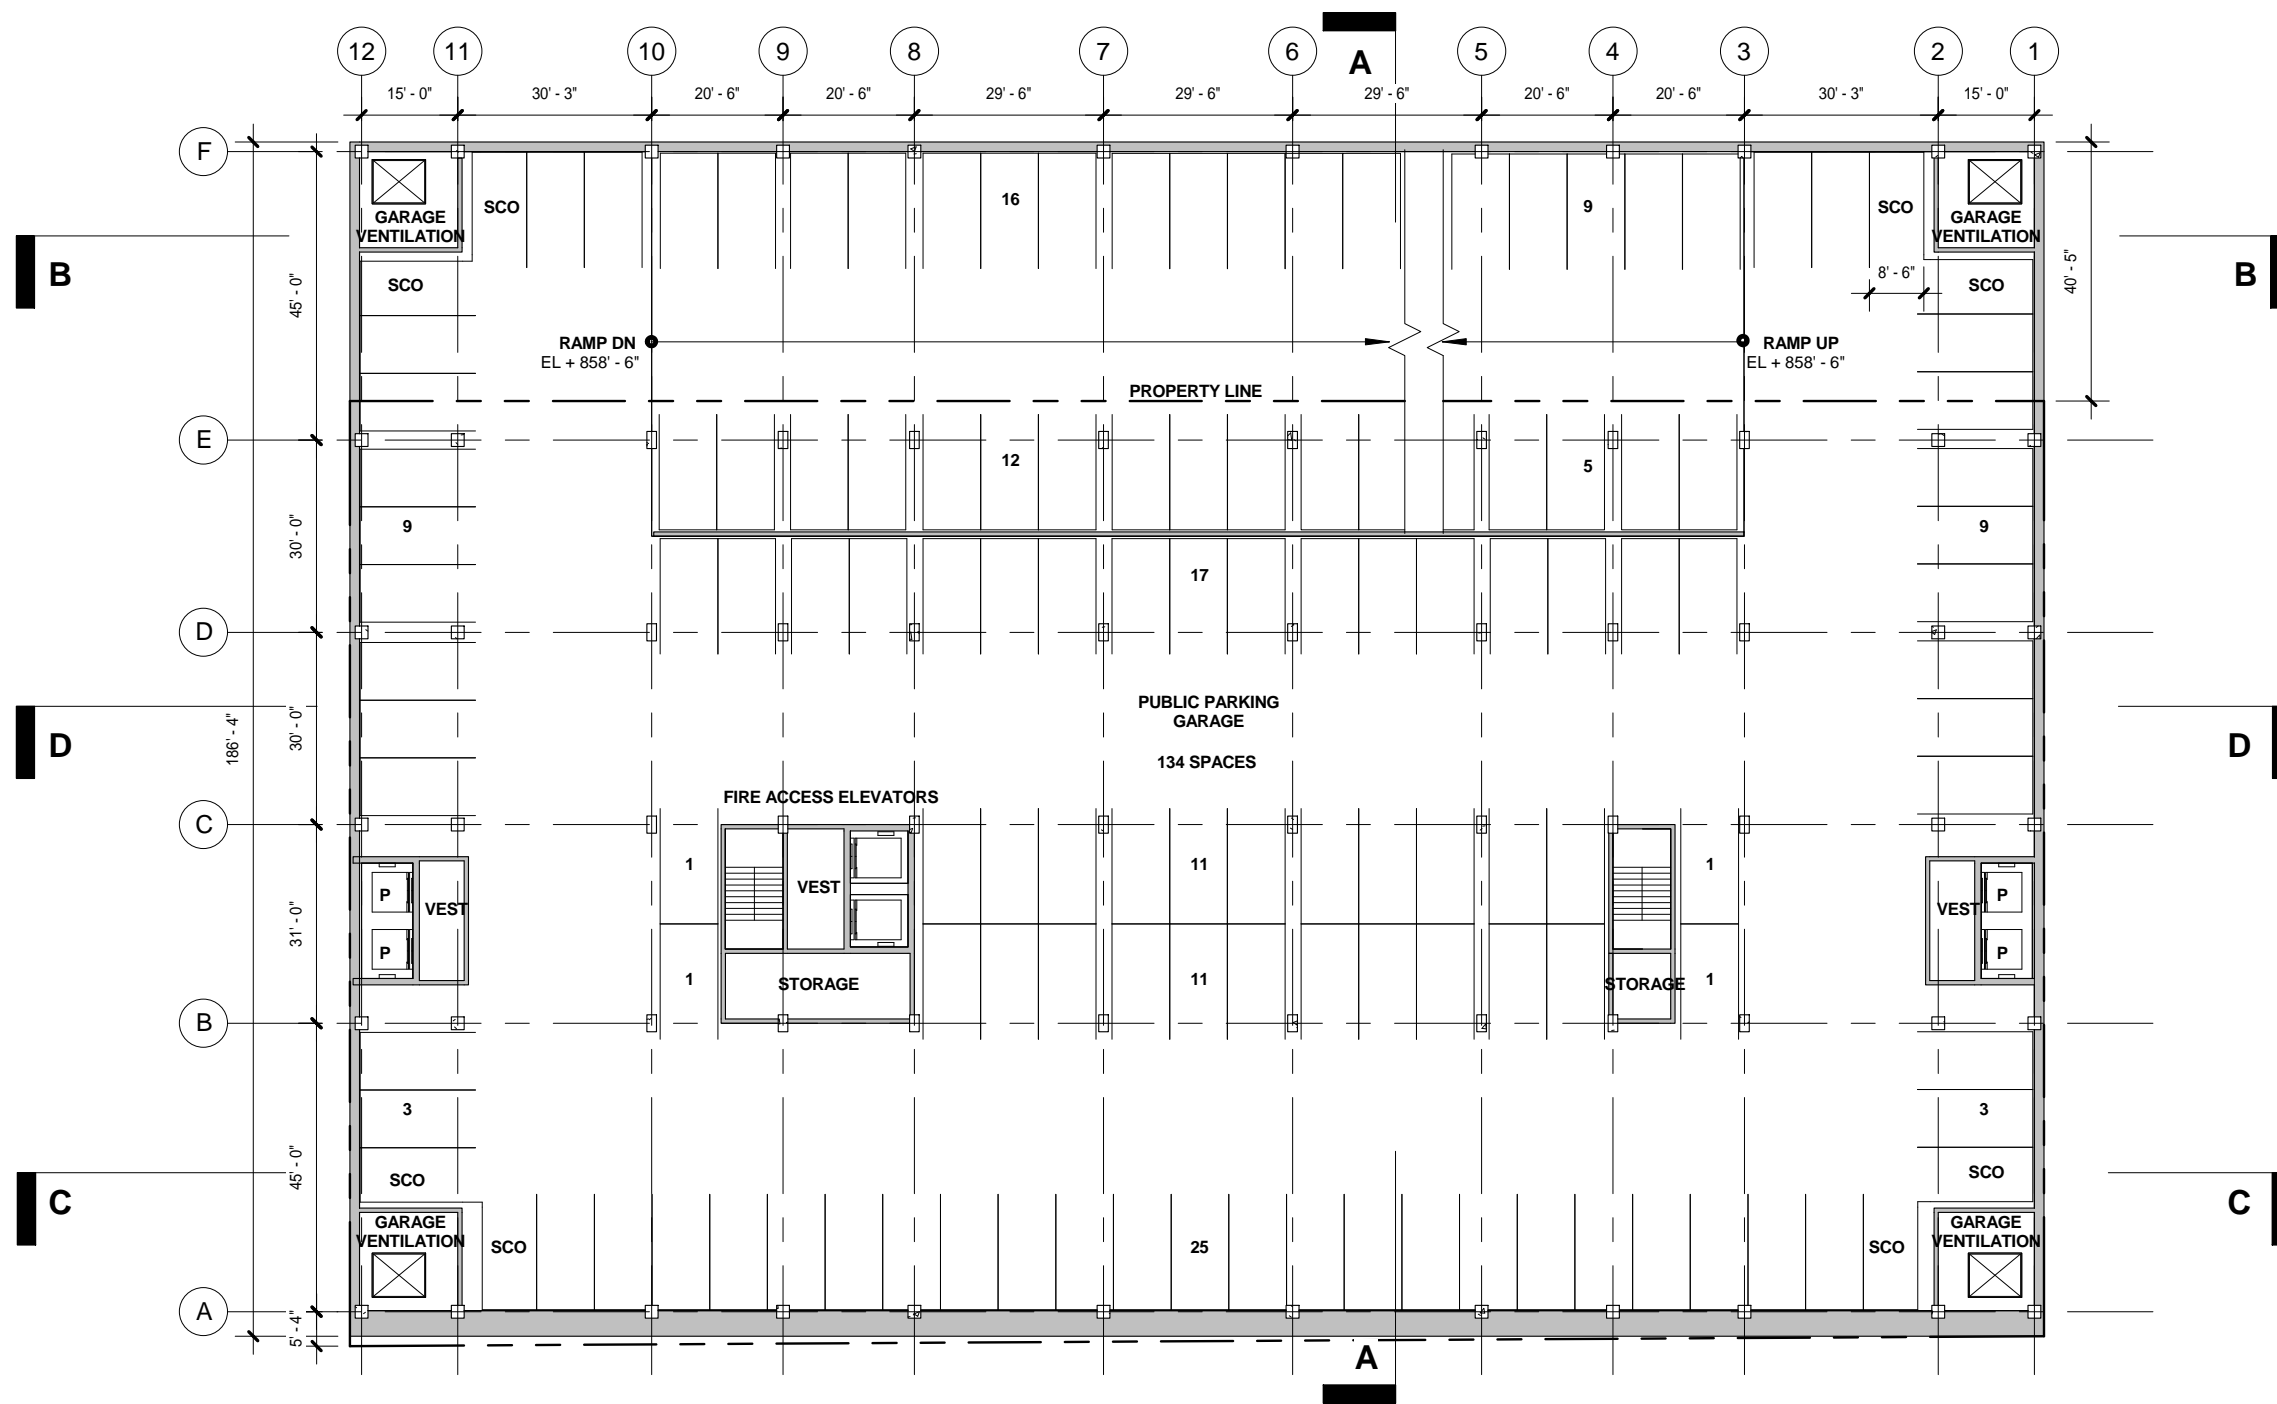 A
12 11 10 9 8 7 6 5 4 3 2 1
15' - 0" 30' - 3" 20' - 6" 20' - 6" 29' - 6" 29' - 6" 29' - 6" 20' - 6" 20' - 6" 30' - 3" 15' - 0"
F
GARAGE
VENTILATION
SCO
16
9
SCO
GARAGE
VENTILATION
B
SCO
8' - 6"
SCO
B
45' - 0"
40' - 5"
RAMP DN
EL + 858' - 6"
RAMP UP
EL + 858' - 6"
PROPERTY LINE
E
12
5
30' - 0"
9
9
17
D
PUBLIC PARKING
GARAGE
134 SPACES
186' - 4"
30' - 0"
D
D
FIRE ACCESS ELEVATORS
C
1
VEST
11
1
P
VEST
VEST
P
31' - 0"
P
P
1
STORAGE
11
STORAGE
1
B
3
3
45' - 0"
C
SCO
SCO
C
GARAGE
VENTILATION
SCO
25
SCO
GARAGE
VENTILATION
A
5' - 4"
A